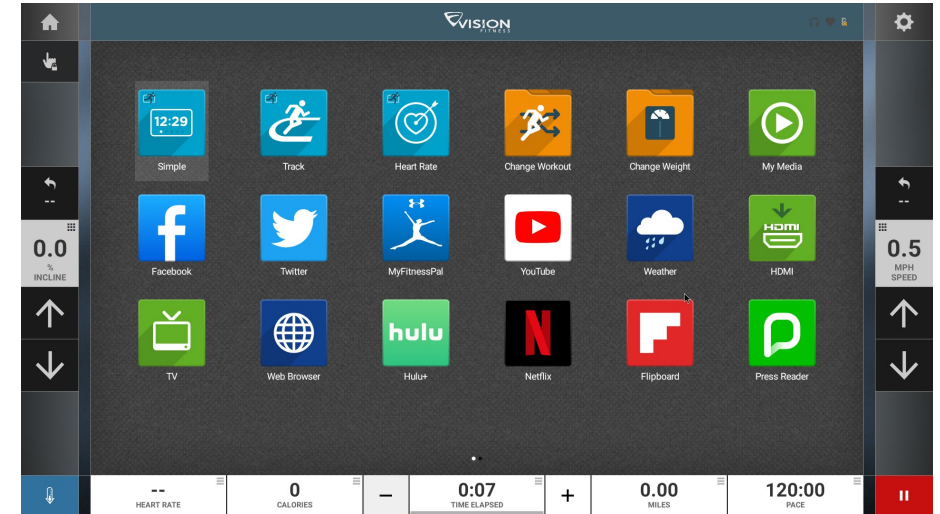 VISION
FITNESS
12:29
Simple
Track
Heart Rate
Change Workout
Change Weight
My Media
--
--
0.0
%
INCLINE
0.5
MPH
SPEED
Facebook
Twitter
MyFitnessPal
YouTube
Weather
HDMI
HDMI
hulu
TV
Web Browser
Hulu+
Netflix
Flipboard
Press Reader
--
HEART RATE
0
CALORIES
−
0:07
TIME ELAPSED
+
0.00
MILES
120:00
PACE